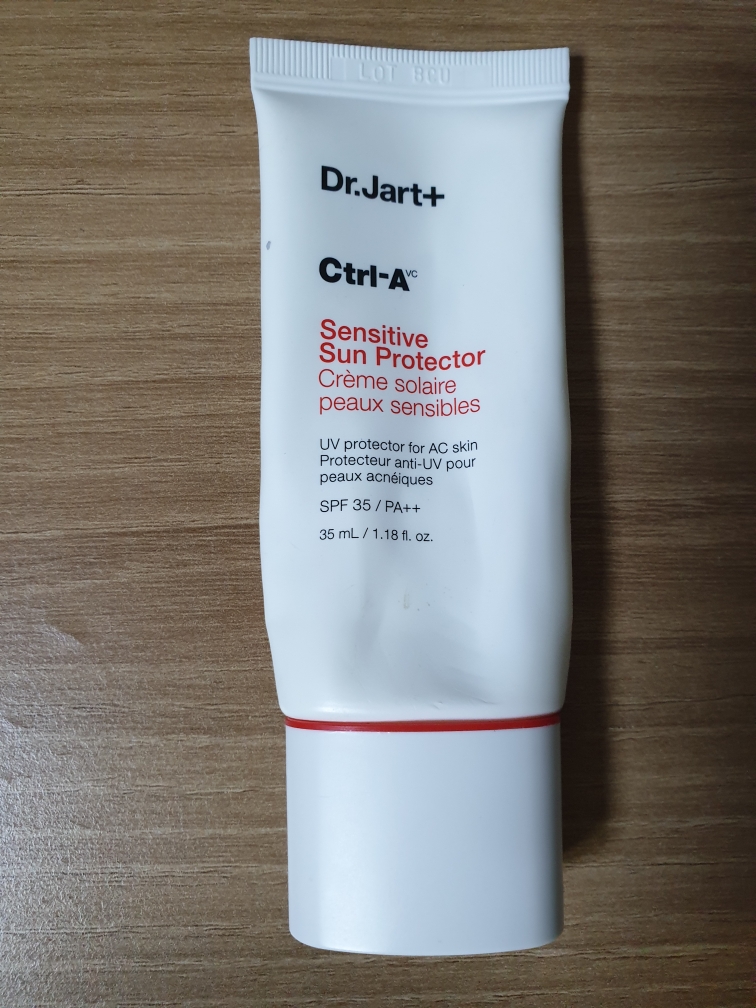 LOT 8CU
Dr.Jart+
Ctrl-A VC
Sensitive
Sun Protector
Crème solaire
peaux sensibles
UV protector for AC skin
Protecteur anti-UV pour
peaux acnéiques
SPF 35 / PA++
35 mL / 1.18 fl. oz.